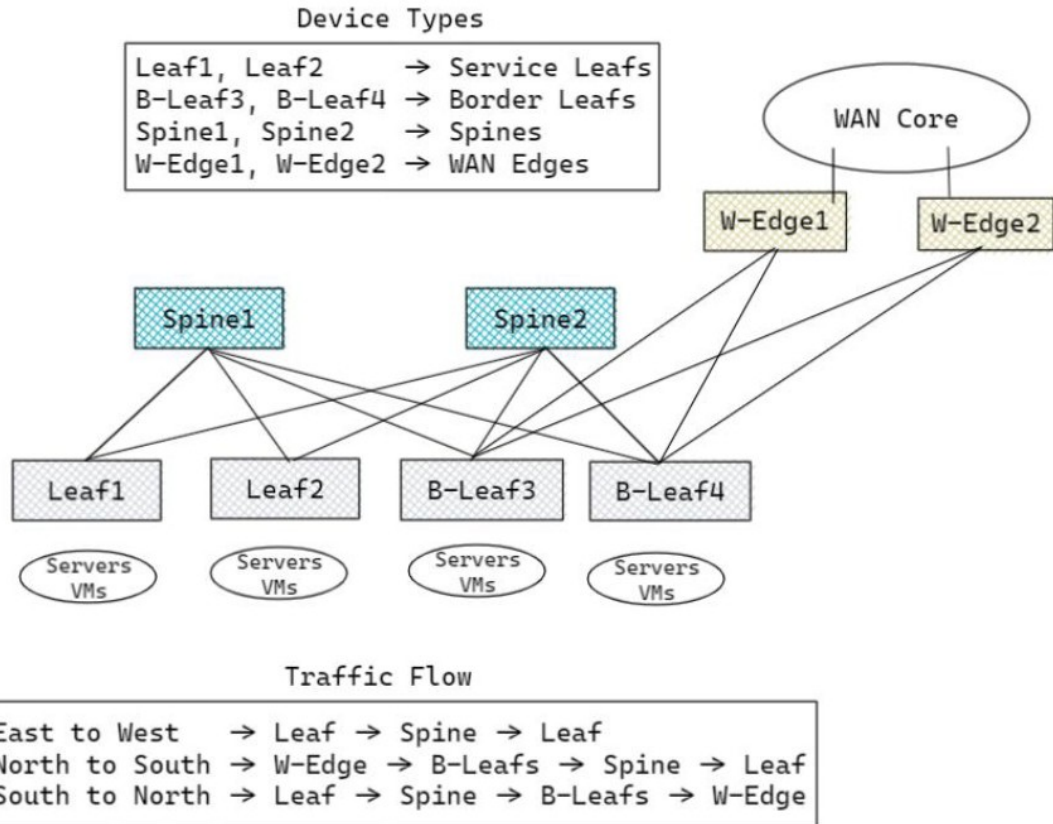 Device Types
Leaf1, Leaf2 → Service Leafs
B-Leaf3, B-Leaf4 → Border Leafs
Spine1, Spine2 → Spines
W-Edge1, W-Edge2 → WAN Edges
WAN Core
W-Edge1
W-Edge2
Spine1
Spine2
Leaf1
Leaf2
B-Leaf3
B-Leaf4
Servers
VMs
Servers
VMs
Servers
VMs
Servers
VMs
Traffic Flow
East to West → Leaf → Spine → Leaf
North to South → W-Edge → B-Leafs → Spine → Leaf
South to North → Leaf → Spine → B-Leafs → W-Edge